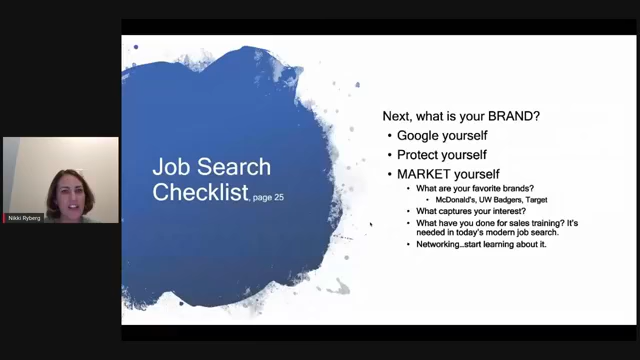 Job Search
Checklist, page 25
Next, what is your BRAND?
• Google yourself
• Protect yourself
• MARKET yourself
• What are your favorite brands?
• McDonald's, UW Badgers, Target
• What captures your interest?
• What have you done for sales training? It's
needed in today's modern job search.
• Networking..start learning about it.
Nikki Ryberg